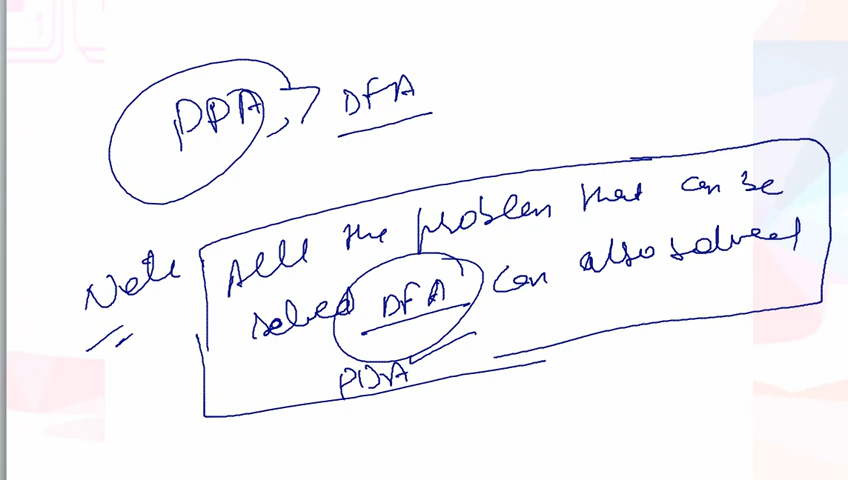 PDA > DFA
Note All the problem that can be
solved DFA can also solved
PDA